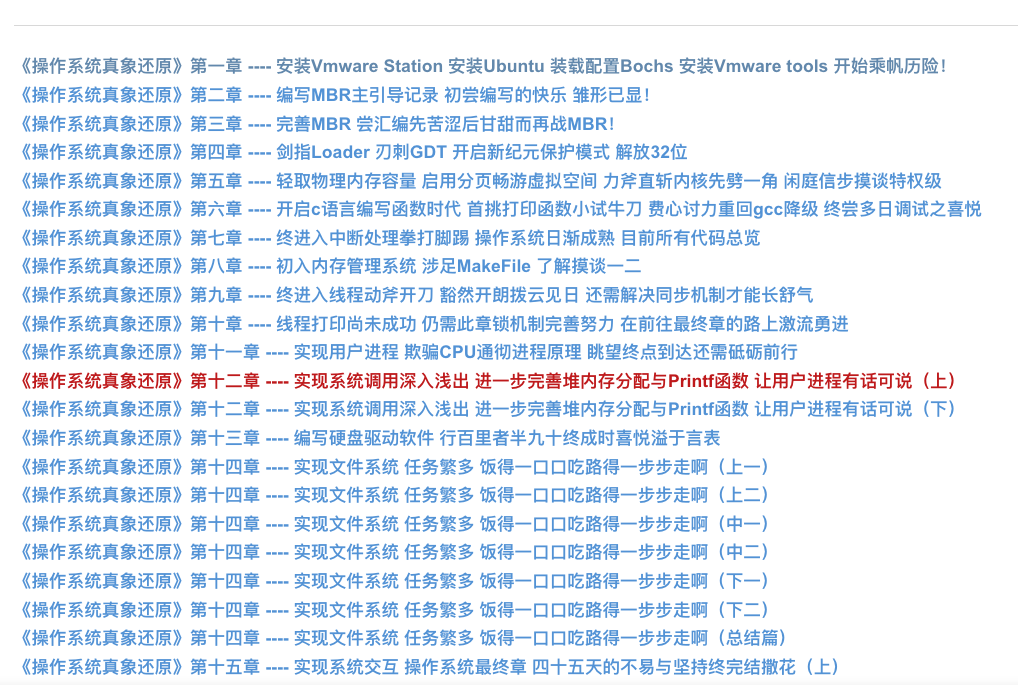 《操作系统真象还原》第一章 ---- 安装Vmware Station 安装Ubuntu 装载配置Bochs 安装Vmware tools 开始乘帆历险！
《操作系统真象还原》第二章 ---- 编写MBR主引导记录 初尝编写的快乐 雏形已显！
《操作系统真象还原》第三章 ---- 完善MBR 尝汇编先苦涩后甘甜而再战MBR！
《操作系统真象还原》第四章 ---- 剑指Loader 刃刺GDT 开启新纪元保护模式 解放32位
《操作系统真象还原》第五章 ---- 轻取物理内存容量 启用分页畅游虚拟空间 力斧直斩内核先劈一角 闲庭信步摸谈特权级
《操作系统真象还原》第六章 ---- 开启c语言编写函数时代 首挑打印函数小试牛刀 费心讨力重回gcc降级 终尝多日调试之喜悦
《操作系统真象还原》第七章 ---- 终进入中断处理拳打脚踢 操作系统日渐成熟 目前所有代码总览
《操作系统真象还原》第八章 ---- 初入内存管理系统 涉足MakeFile 了解摸谈一二
《操作系统真象还原》第九章 ---- 终进入线程动斧开刀 豁然开朗拨云见日 还需解决同步机制才能长舒气
《操作系统真象还原》第十章 ---- 线程打印尚未成功 仍需此章锁机制完善努力 在前往最终章的路上激流勇进
《操作系统真象还原》第十一章 ---- 实现用户进程 欺骗CPU通彻进程原理 眺望终点到达还需砥砺前行
《操作系统真象还原》第十二章 ---- 实现系统调用深入浅出 进一步完善堆内存分配与Printf函数 让用户进程有话可说（上）
《操作系统真象还原》第十二章 ---- 实现系统调用深入浅出 进一步完善堆内存分配与Printf函数 让用户进程有话可说（下）
《操作系统真象还原》第十三章 ---- 编写硬盘驱动软件 行百里者半九十终成时喜悦溢于言表
《操作系统真象还原》第十四章 ---- 实现文件系统 任务繁多 饭得一口口吃路得一步步走啊（上一）
《操作系统真象还原》第十四章 ---- 实现文件系统 任务繁多 饭得一口口吃路得一步步走啊（上二）
《操作系统真象还原》第十四章 ---- 实现文件系统 任务繁多 饭得一口口吃路得一步步走啊（中一）
《操作系统真象还原》第十四章 ---- 实现文件系统 任务繁多 饭得一口口吃路得一步步走啊（中二）
《操作系统真象还原》第十四章 ---- 实现文件系统 任务繁多 饭得一口口吃路得一步步走啊（下一）
《操作系统真象还原》第十四章 ---- 实现文件系统 任务繁多 饭得一口口吃路得一步步走啊（下二）
《操作系统真象还原》第十四章 ---- 实现文件系统 任务繁多 饭得一口口吃路得一步步走啊（总结篇）
《操作系统真象还原》第十五章 ---- 实现系统交互 操作系统最终章 四十五天的不易与坚持终完结撒花（上）